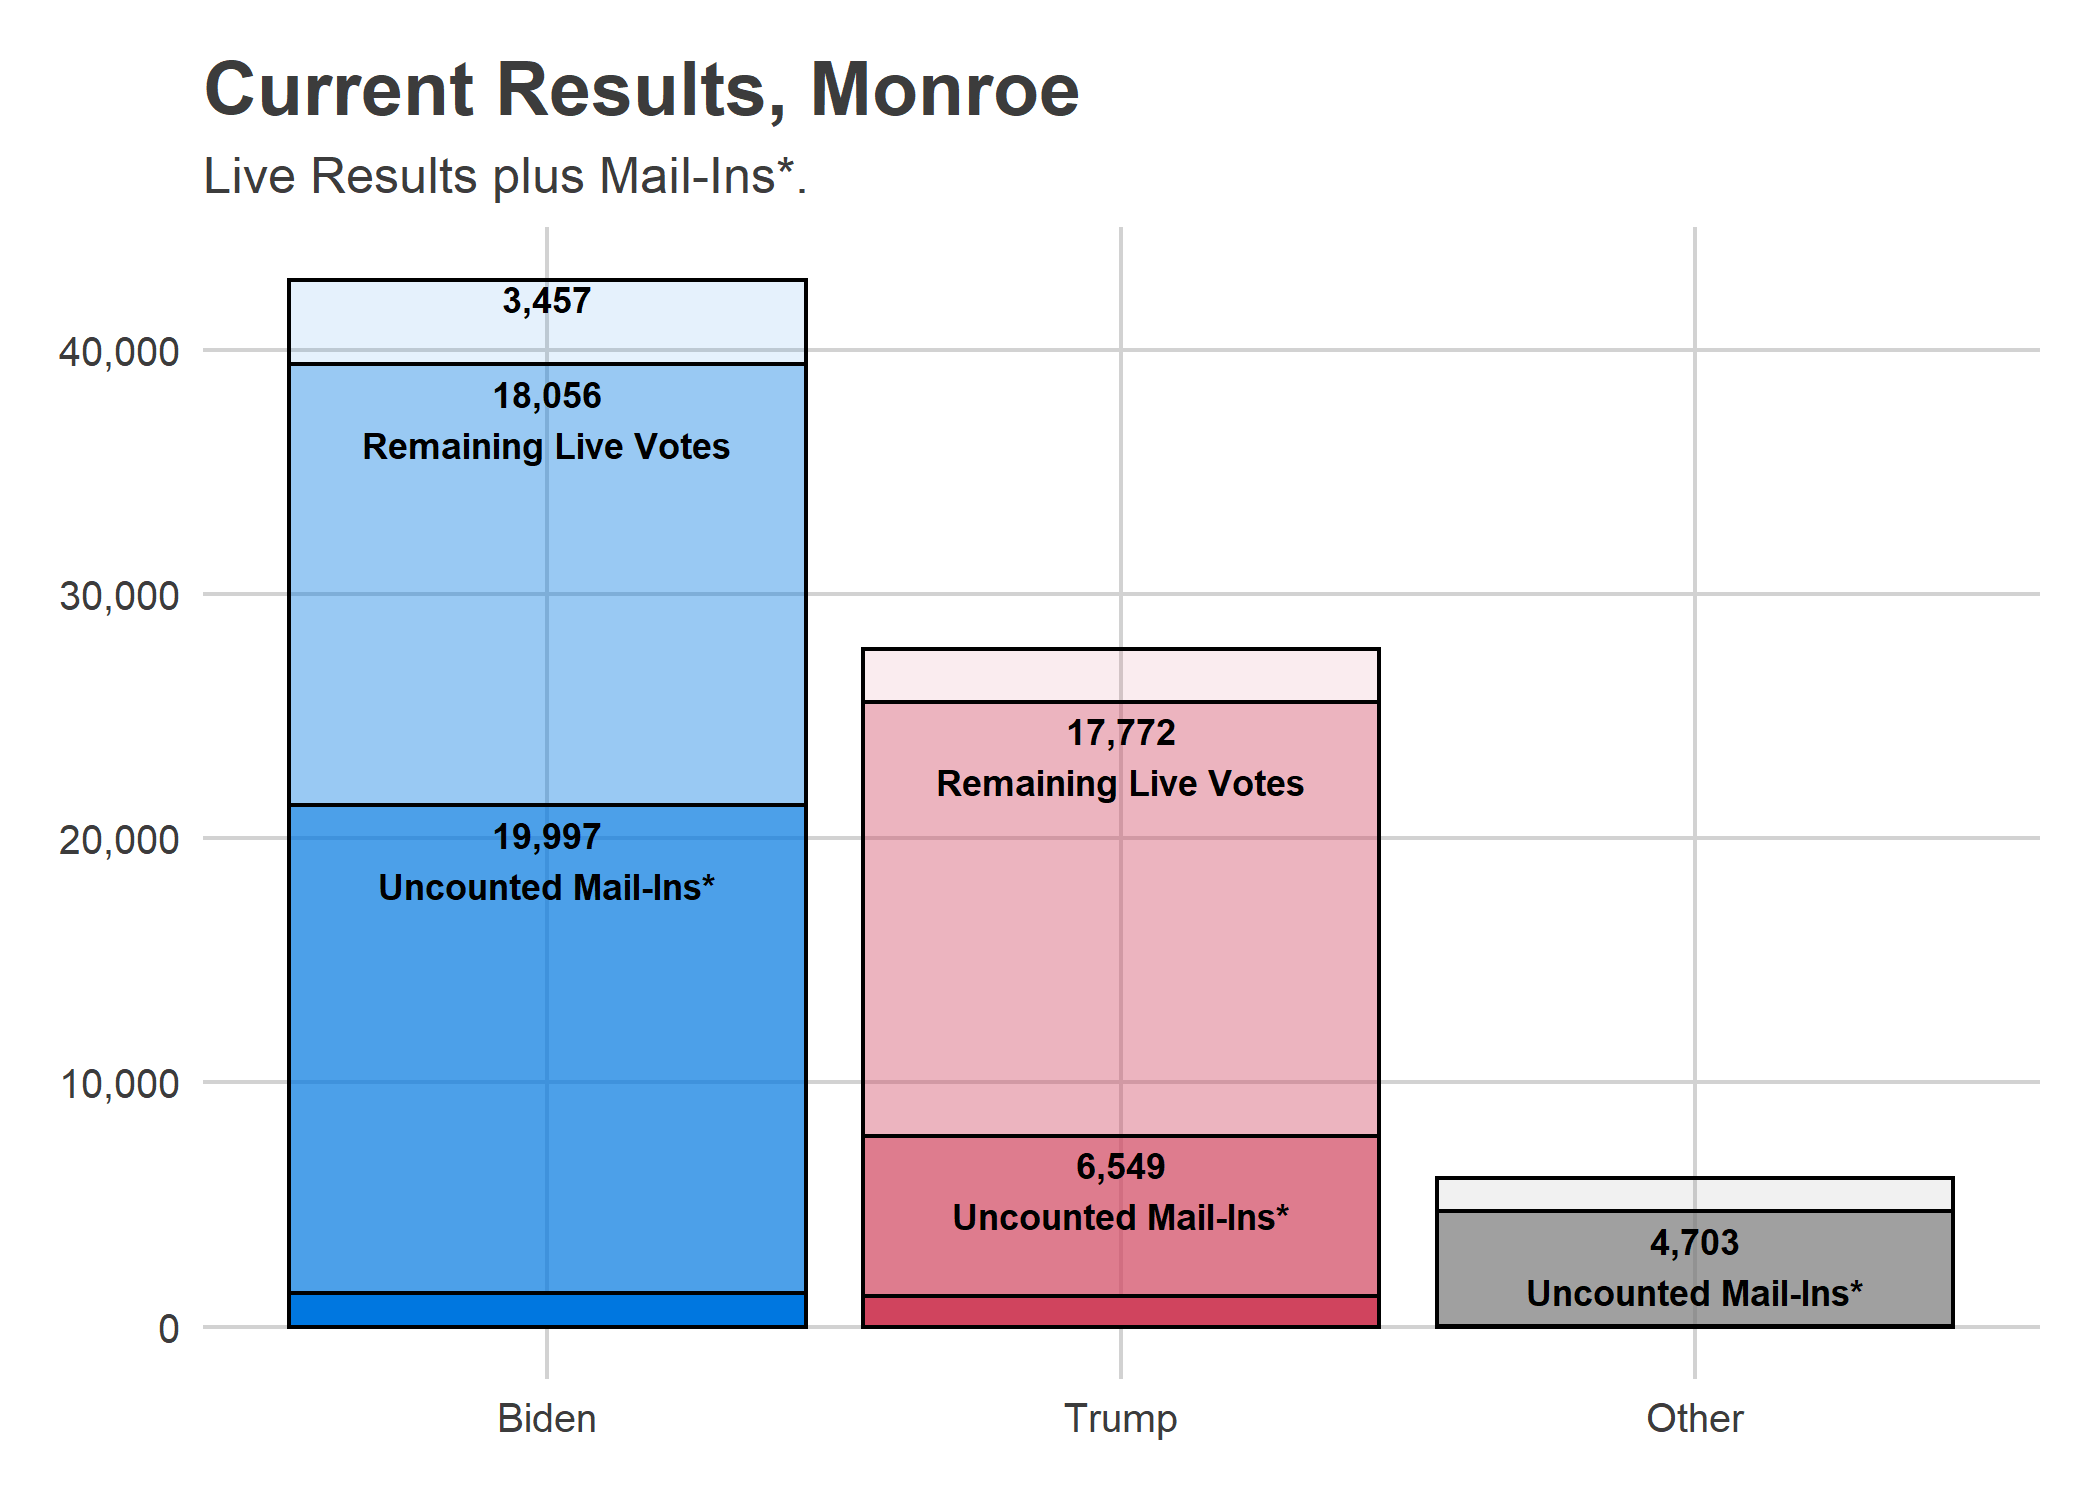 Current Results, Monroe
Live Results plus Mail-Ins*.
40,000
30,000
20,000
10,000
0
3,457
18,056
Remaining Live Votes
19,997
Uncounted Mail-Ins*
17,772
Remaining Live Votes
6,549
Uncounted Mail-Ins*
4,703
Uncounted Mail-Ins*
Biden
Trump
Other